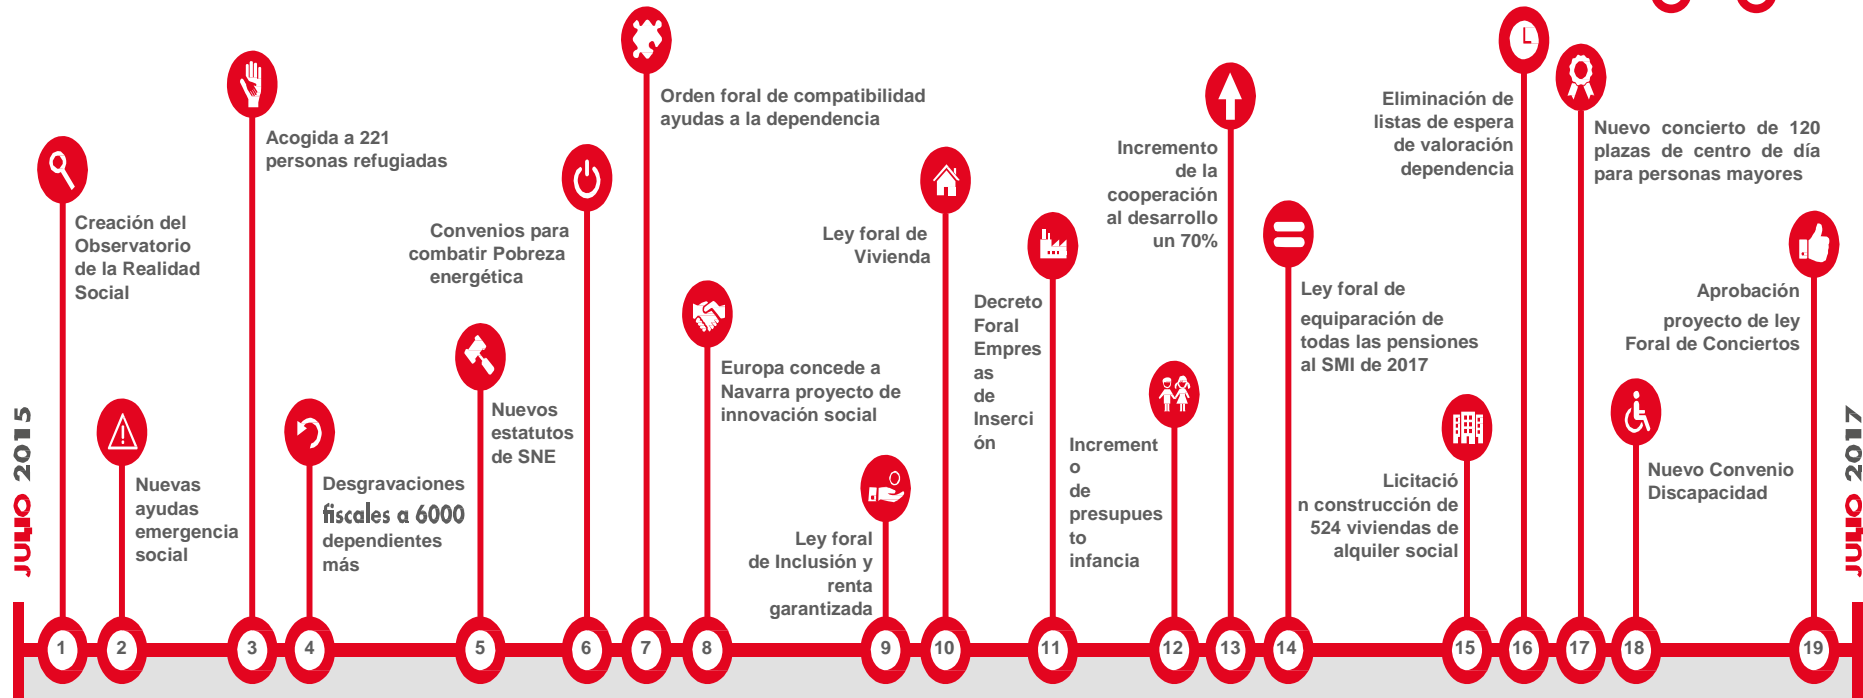 JULIO 2015
Creación del
Observatorio
de la Realidad
Social
Nuevas
ayudas
emergencia
social
Acogida a 221
personas refugiadas
Desgravaciones
fiscales a 6000
dependientes
más
Nuevos
estatutos
de SNE
Convenios para
combatir Pobreza
energética
Orden foral de compatibilidad
ayudas a la dependencia
Europa concede a
Navarra proyecto de
innovación social
Ley foral
de Inclusión y
renta
garantizada
Ley foral de
Vivienda
Decreto
Foral
Empres
as
de
Inserci
ón
Increment
o
de
presupues
to
infancia
Incremento
de la
cooperación
al desarrollo
un 70%
Ley foral de
equiparación de
todas las pensiones
al SMI de 2017
Licitació
n construcción de
524 viviendas de
alquiler social
Eliminación de
listas de espera
de valoración
dependencia
Nuevo concierto de 120
plazas de centro de día
para personas mayores
Nuevo Convenio
Discapacidad
Aprobación
proyecto de ley
Foral de Conciertos
JULIO 2017
1 2 3 4 5 6 7 8 9 10 11 12 13 14 15 16 17 18 19